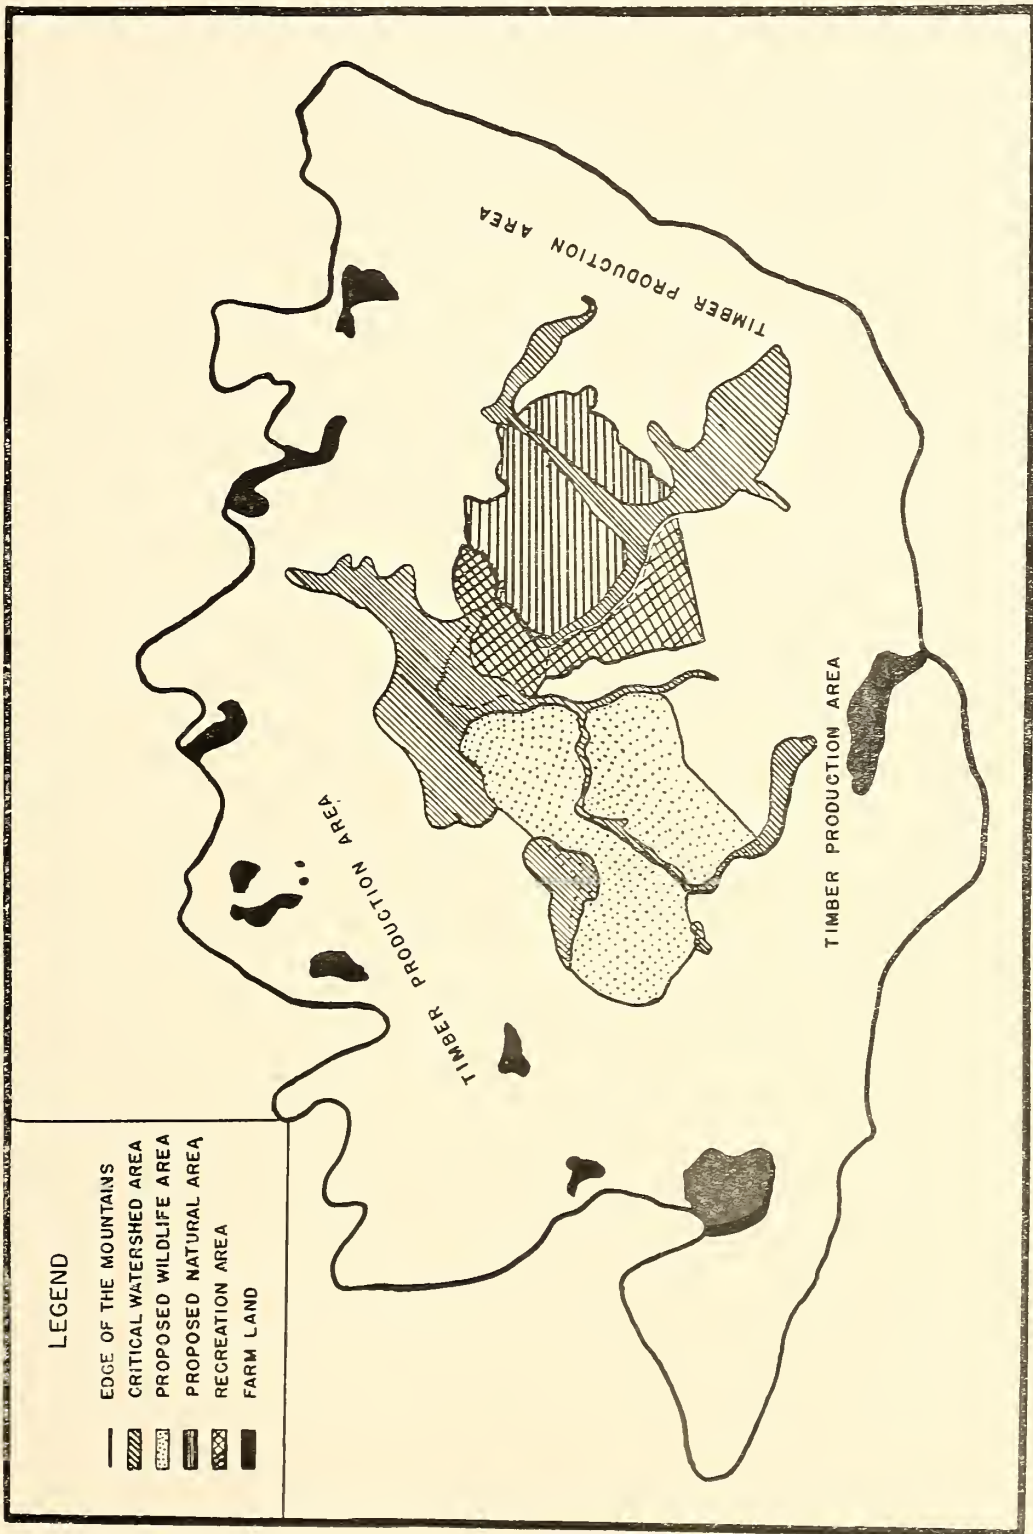 LEGEND
EDGE OF THE MOUNTAINS
CRITICAL WATERSHED AREA
PROPOSED WILDLIFE AREA
PROPOSED NATURAL AREA
RECREATION AREA
FARM LAND
TIMBER PRODUCTION AREA
TIMBER PRODUCTION AREA
TIMBER PRODUCTION AREA